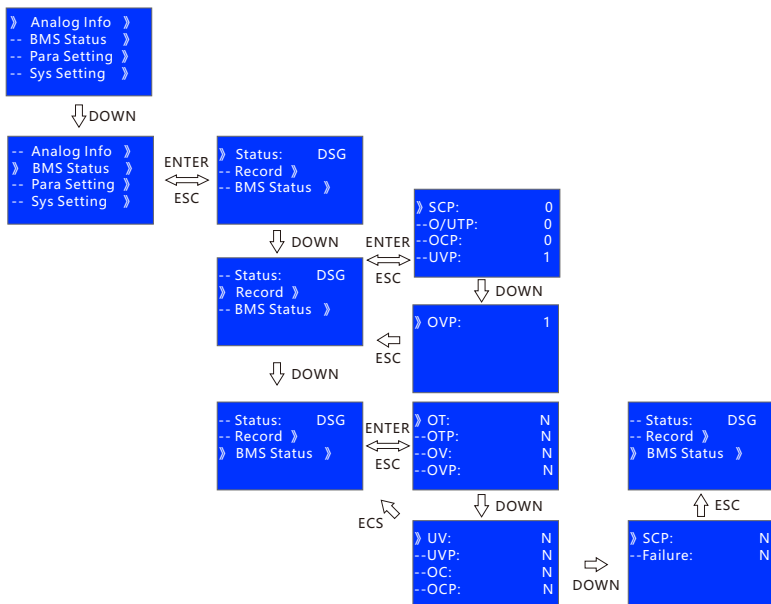 》 Analog Info 》
-- BMS Status 》
-- Para Setting 》
-- Sys Setting 》
DOWN
-- Analog Info 》
》 BMS Status 》
-- Para Setting 》
-- Sys Setting 》
ENTER
ESC
》 Status: DSG
-- Record 》
-- BMS Status 》
DOWN
-- Status: DSG
》 Record 》
-- BMS Status 》
ENTER
ESC
》 SCP: 0
--O/UTP: 0
--OCP: 0
--UVP: 1
DOWN
》 OVP: 1
ESC
DOWN
-- Status: DSG
-- Record 》
》 BMS Status 》
ENTER
ESC
》 OT: N
--OTP: N
--OV: N
--OVP: N
DOWN
ECS
》 UV: N
--UVP: N
--OC: N
--OCP: N
DOWN
》 SCP: N
--Failure: N
ESC
-- Status: DSG
-- Record 》
》 BMS Status 》